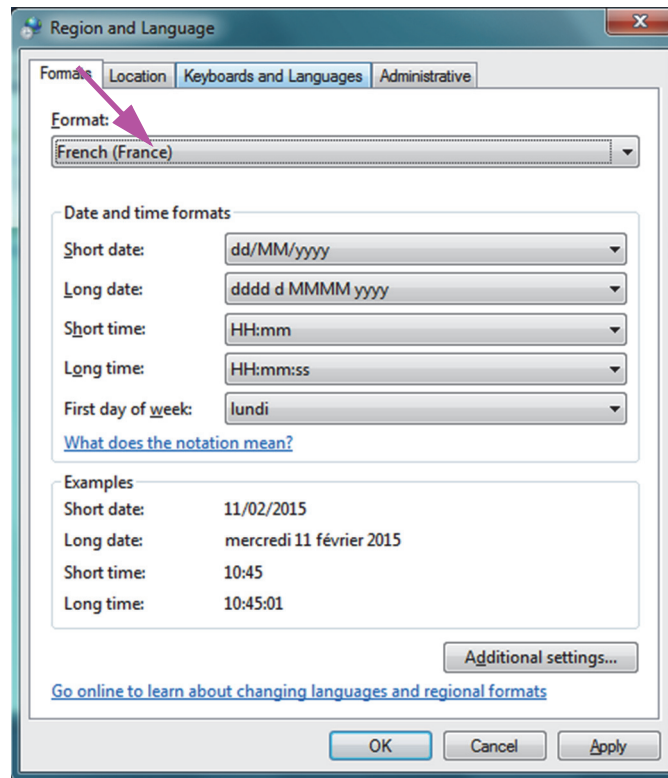 Region and Language
Formats Location Keyboards and Languages Administrative
Format:
French (France)
Date and time formats
Short date: dd/MM/yyyy
Long date: dddd d MMMM yyyy
Short time: HH:mm
Long time: HH:mm:ss
First day of week: lundi
What does the notation mean?
Examples
Short date: 11/02/2015
Long date: mercredi 11 février 2015
Short time: 10:45
Long time: 10:45:01
Additional settings...
Go online to learn about changing languages and regional formats
OK Cancel Apply